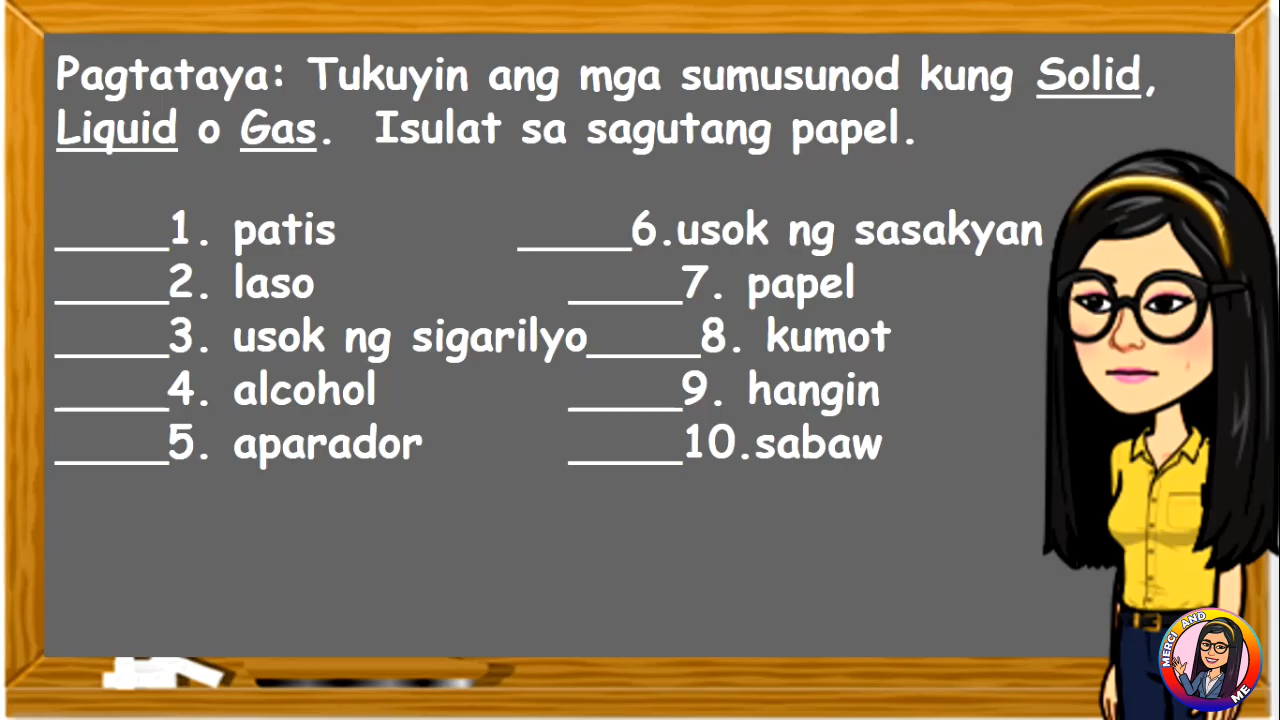 Pagtataya: Tukuyin ang mga sumusunod kung Solid,
Liquid o Gas. Isulat sa sagutang papel.
_____1. patis _____6.usok ng sasakyan
_____2. laso _____7. papel
_____3. usok ng sigarilyo_____8. kumot
_____4. alcohol _____9. hangin
_____5. aparador _____10.sabaw
MERCI AND ME